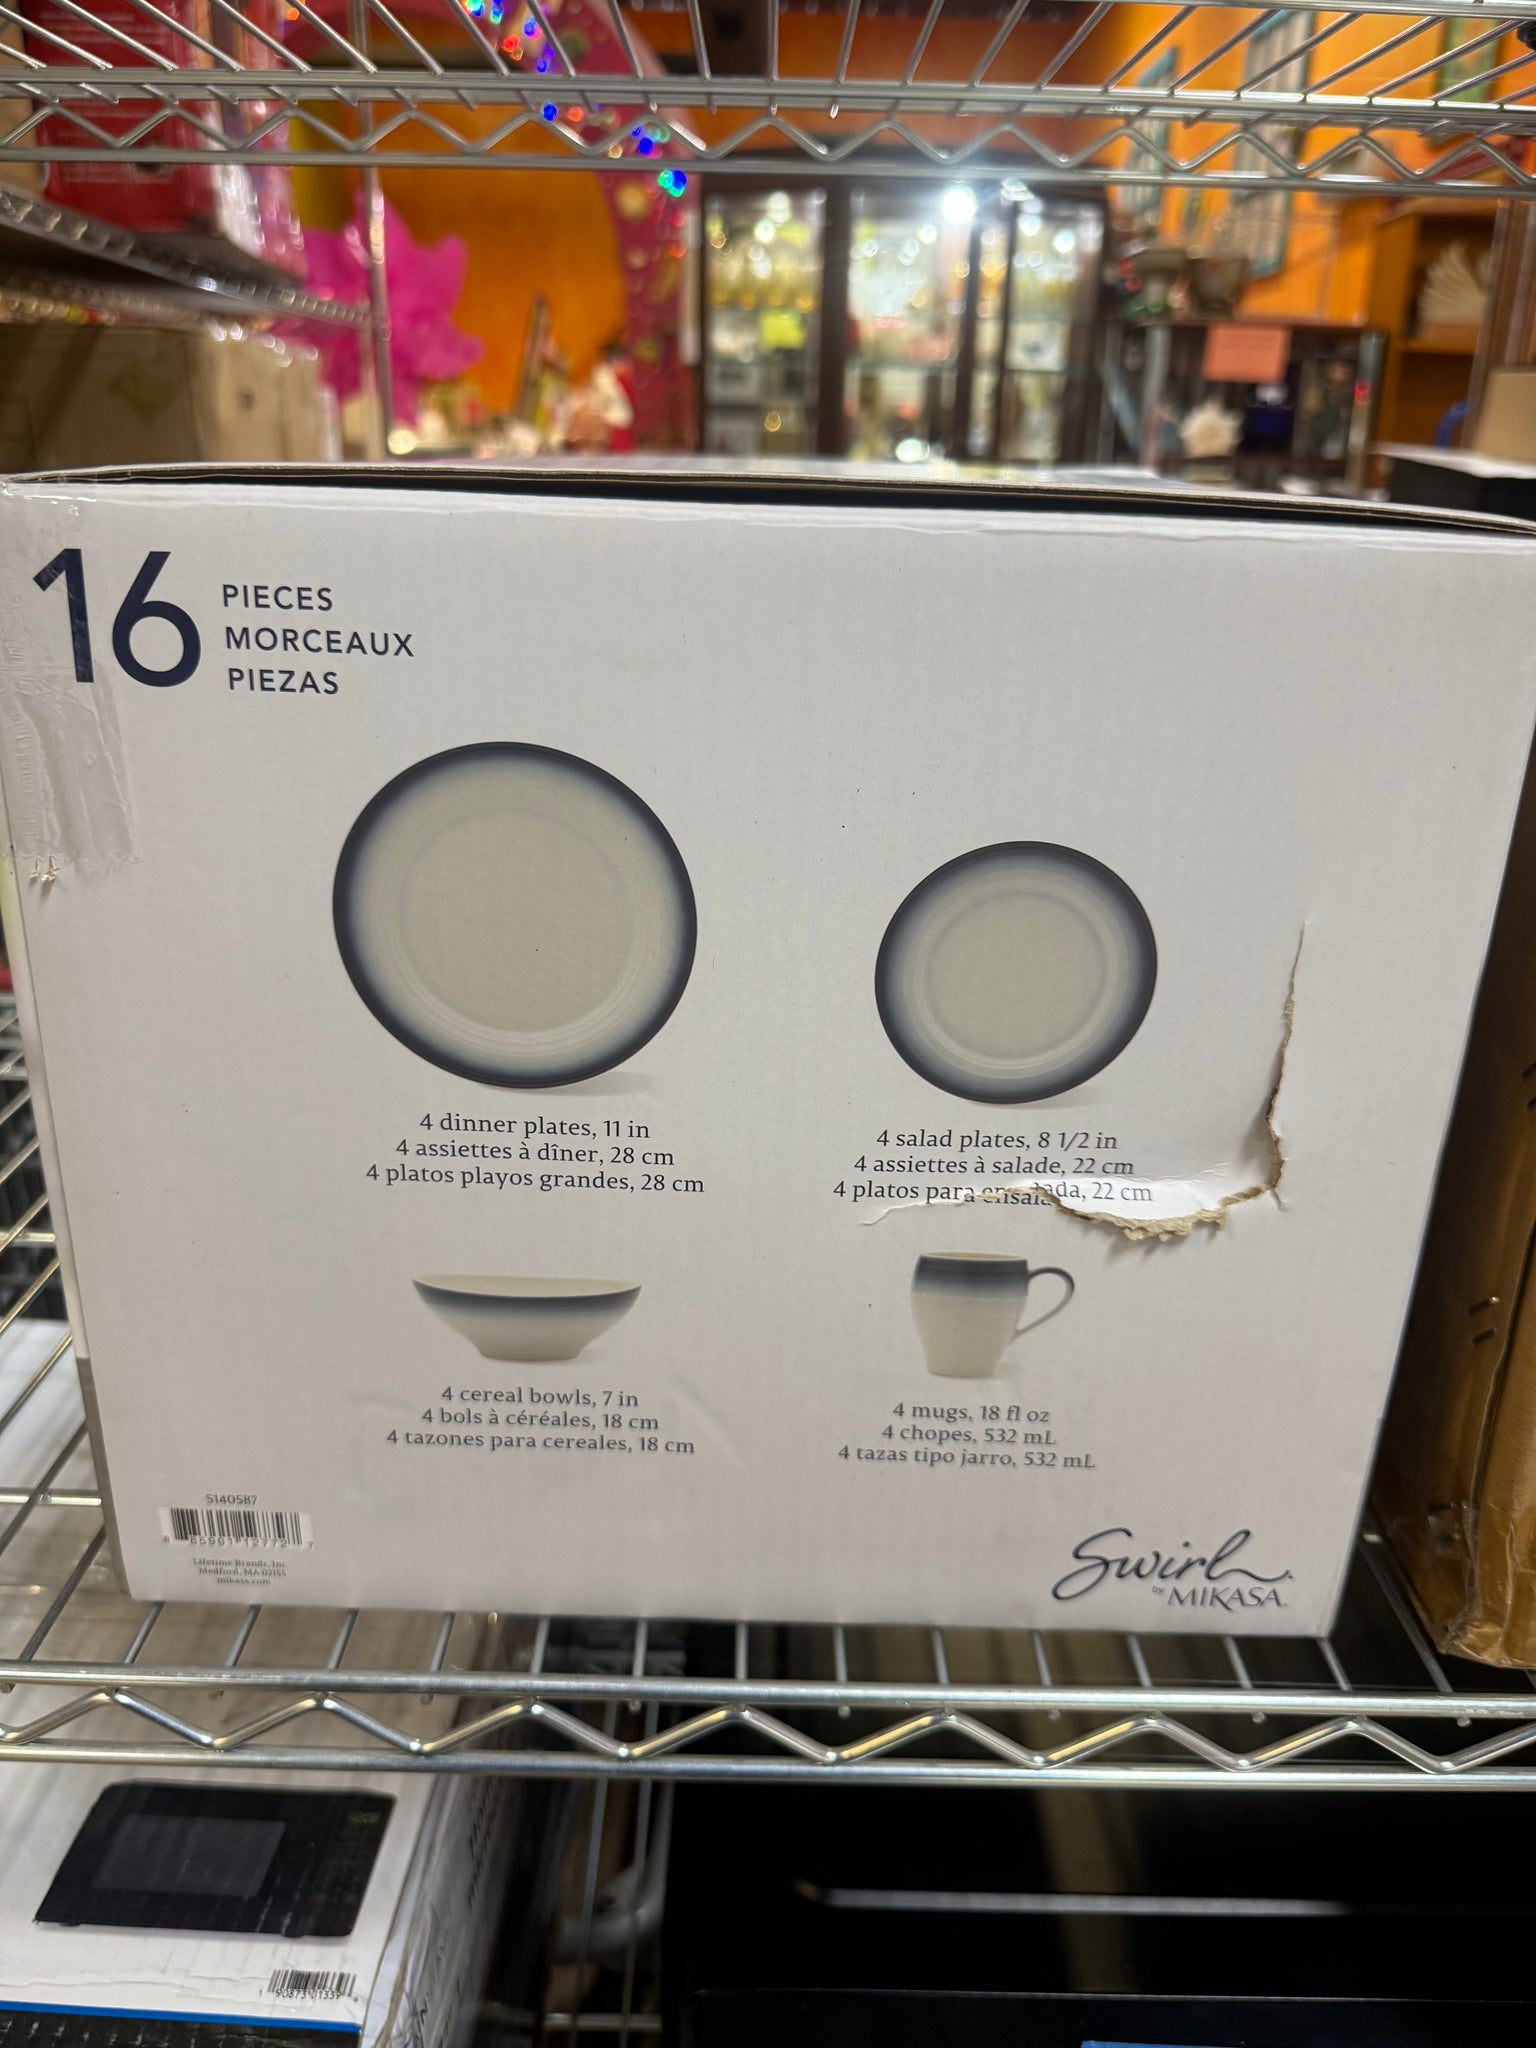 16
PIECES
MORCEAUX
PIEZAS
4 dinner plates, 11 in
4 assiettes à dîner, 28 cm
4 platos playos grandes, 28 cm
4 salad plates, 8 1/2 in
4 assiettes à salade, 22 cm
4 platos para ensalada, 22 cm
4 cereal bowls, 7 in
4 bols à céréales, 18 cm
4 tazones para cereales, 18 cm
4 mugs, 18 fl oz
4 chopes, 532 mL
4 tazas tipo jarro, 532 mL
5140587
Lifetime Brands, Inc.
Medford, MA 02155
mikasa.com
Swirl
BY MIKASA